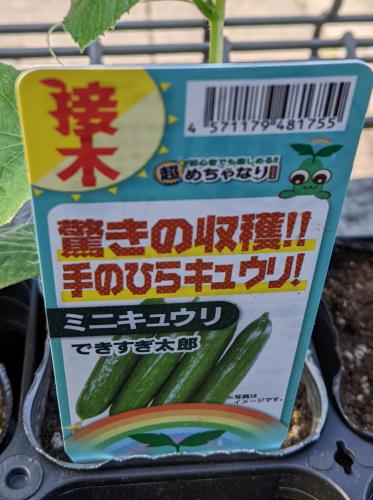 接木
4 571179 481755
初心者でも楽しめる!!
超めちゃなり
驚きの収穫!!
手のひらキュウリ!
ミニキュウリ
できすぎ太郎
※写真は
イメージです。